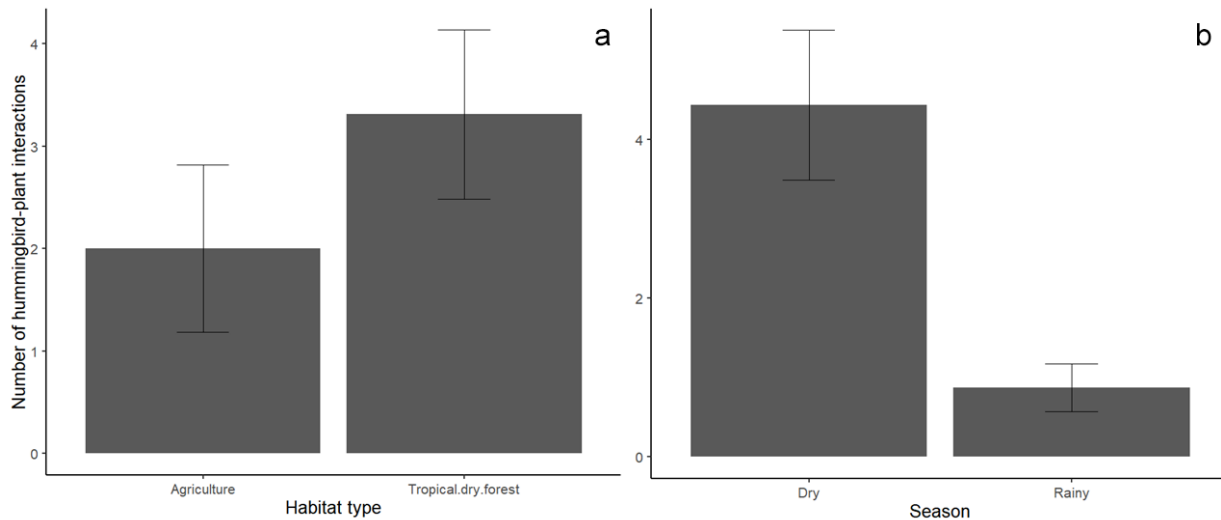 a
Number of hummingbird-plant interactions
4
3
2
1
0
Agriculture
Tropical.dry.forest
Habitat type
b
4
2
0
Dry
Rainy
Season